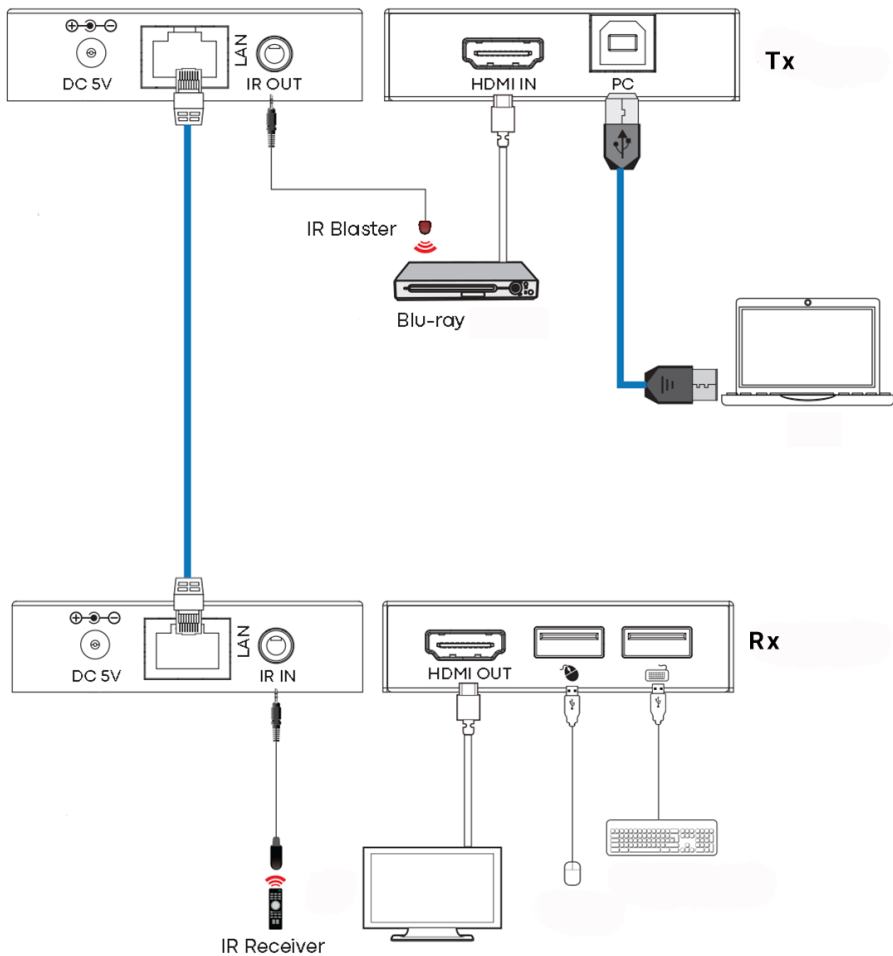 DC 5V
LAN
IR OUT
HDMI IN
PC
Tx
IR Blaster
Blu-ray
DC 5V
LAN
IR IN
HDMI OUT
Rx
IR Receiver